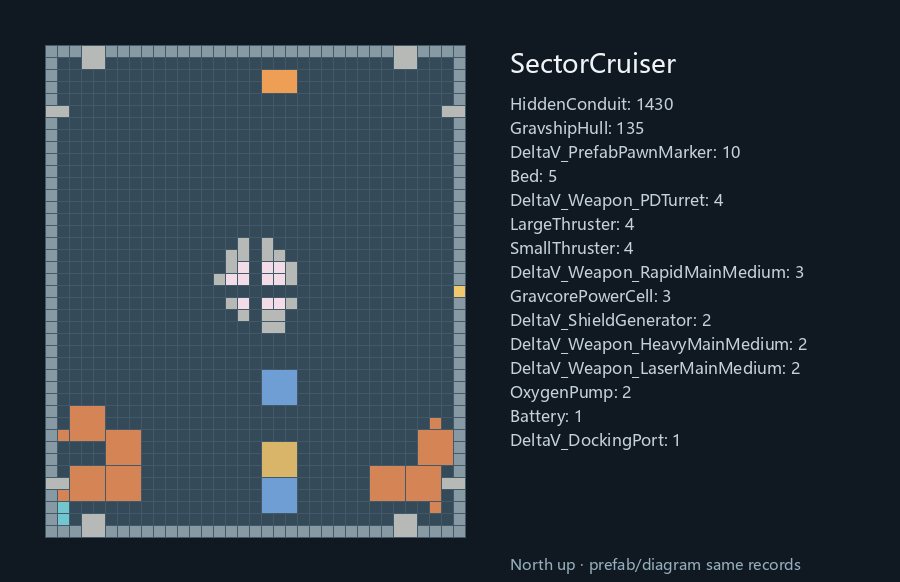 SectorCruiser
HiddenConduit: 1430
GravshipHull: 135
DeltaV_PrefabPawnMarker: 10
Bed: 5
DeltaV_Weapon_PDTurret: 4
LargeThruster: 4
SmallThruster: 4
DeltaV_Weapon_RapidMainMedium: 3
GravcorePowerCell: 3
DeltaV_ShieldGenerator: 2
DeltaV_Weapon_HeavyMainMedium: 2
DeltaV_Weapon_LaserMainMedium: 2
OxygenPump: 2
Battery: 1
DeltaV_DockingPort: 1
North up · prefab/diagram same records